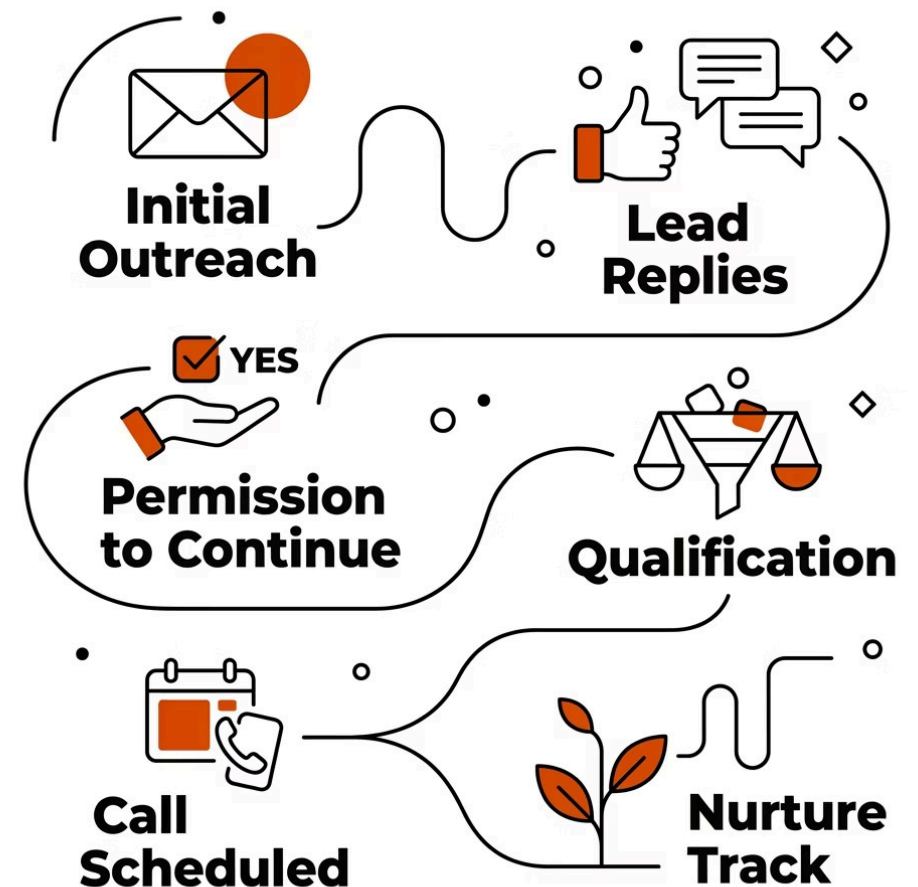 Initial
Outreach
Lead
Replies
YES
Permission
to Continue
Qualification
Call
Scheduled
Nurture
Track